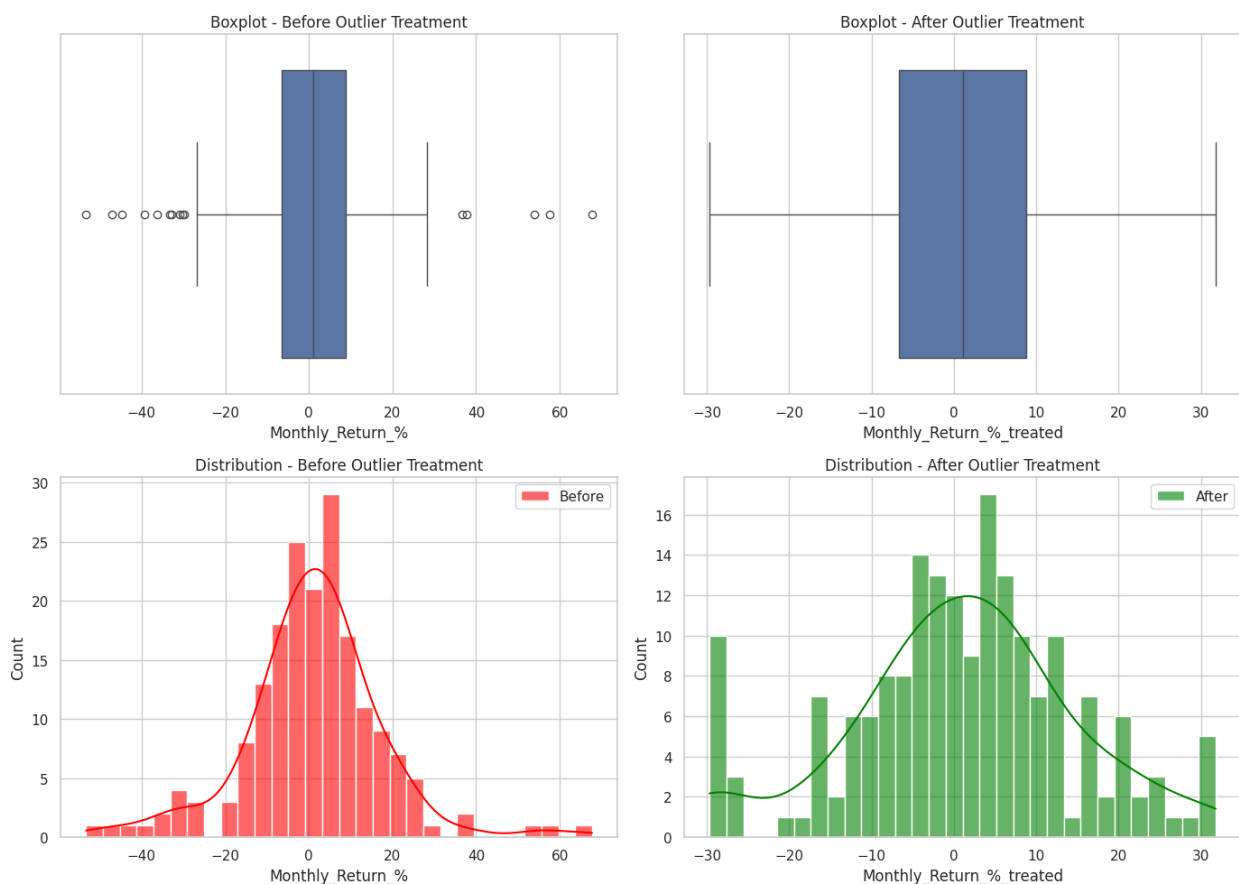 Boxplot - Before Outlier Treatment
−40 −20 0 20 40 60
Monthly_Return_%
Boxplot - After Outlier Treatment
−30 −20 −10 0 10 20 30
Monthly_Return_%_treated
Distribution - Before Outlier Treatment
Before
30
25
20
15
10
5
0
Count
−40 −20 0 20 40 60
Monthly_Return_%
Distribution - After Outlier Treatment
After
16
14
12
10
8
6
4
2
0
Count
−30 −20 −10 0 10 20 30
Monthly_Return_%_treated